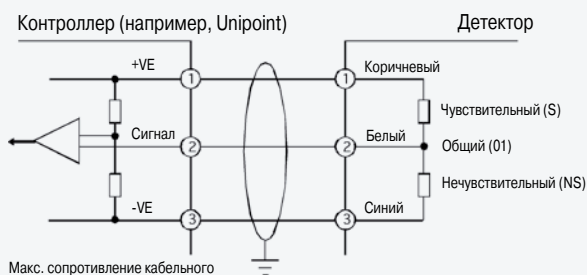 Контроллер (например, Unipoint)
Детектор
+VE
1
1
Коричневый
Чувствительный (S)
Сигнал
2
2
Белый
Общий (01)
Нечувствительный (NS)
-VE
3
3
Синий
Макс. сопротивление кабельного